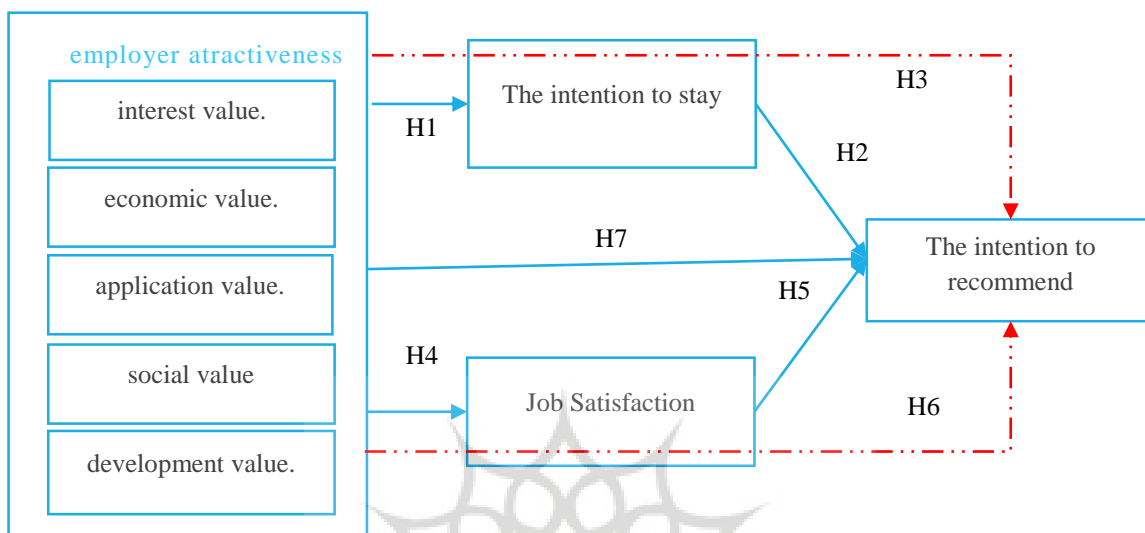 employer atractiveness
interest value.
economic value.
application value.
social value
development value.
The intention to stay
H1
H3
H2
H7
The intention to
recommend
H5
H4
Job Satisfaction
H6